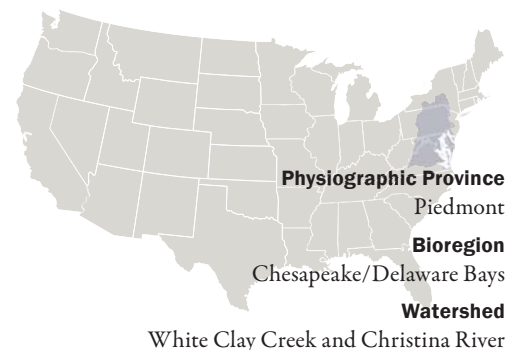 Physiographic Province
Piedmont
Bioregion
Chesapeake/Delaware Bays
Watershed
White Clay Creek and Christina River